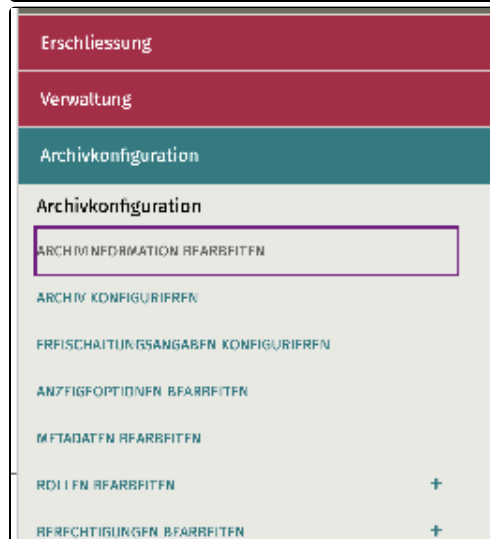 Erschliessung
Verwaltung
Archivkonfiguration
Archivkonfiguration
ARCHIVINFORMATION BEARBEITEN
ARCHIV KONFIGURIEREN
FREISCHALTUNGSANGABEN KONFIGURIEREN
ANZEIGEOPTIONEN BEARBEITEN
METADATEN BEARBEITEN
ROLLEN BEARBEITEN +
BERECHTIGUNGEN BEARBEITEN +